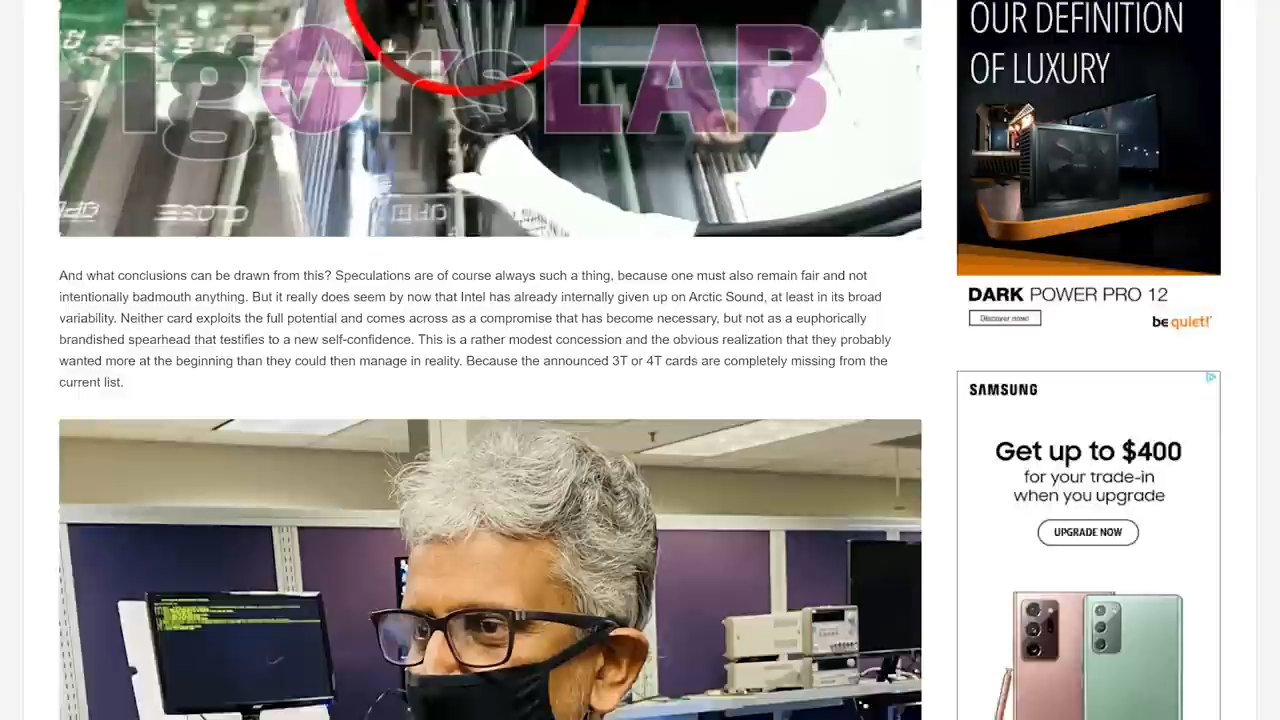 igorsLAB
OPEN
CLOSE
And what conclusions can be drawn from this? Speculations are of course always such a thing, because one must also remain fair and not
intentionally badmouth anything. But it really does seem by now that Intel has already internally given up on Arctic Sound, at least in its broad
variability. Neither card exploits the full potential and comes across as a compromise that has become necessary, but not as a euphorically
brandished spearhead that testifies to a new self-confidence. This is a rather modest concession and the obvious realization that they probably
wanted more at the beginning than they could then manage in reality. Because the announced 3T or 4T cards are completely missing from the
current list.
OUR DEFINITION
OF LUXURY
DARK POWER PRO 12
Discover now!
be quiet!
SAMSUNG
Get up to $400
for your trade-in
when you upgrade
UPGRADE NOW